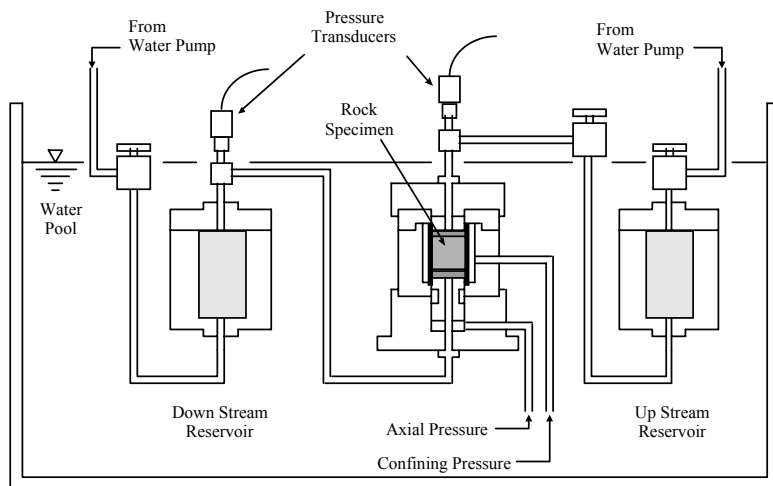 From
Water Pump
Pressure
Transducers
From
Water Pump
Rock
Specimen
Water
Pool
Down Stream
Reservoir
Axial Pressure
Confining Pressure
Up Stream
Reservoir